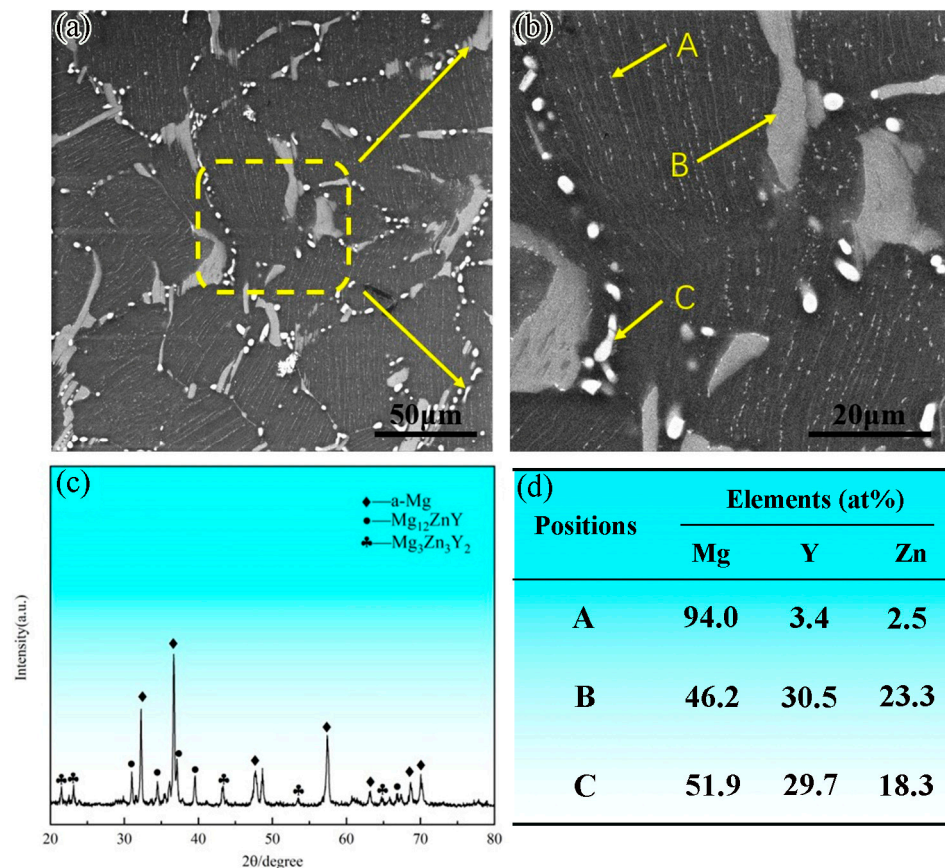 (a)
50μm
(b)
A
B
C
20μm
(c)
♦—a-Mg
●—Mg12ZnY
♣—Mg3Zn3Y2
Intensity(a.u.)
20 30 40 50 60 70 80
2θ/degree
(d)
Positions
Elements (at%)
Mg Y Zn
A 94.0 3.4 2.5
B 46.2 30.5 23.3
C 51.9 29.7 18.3